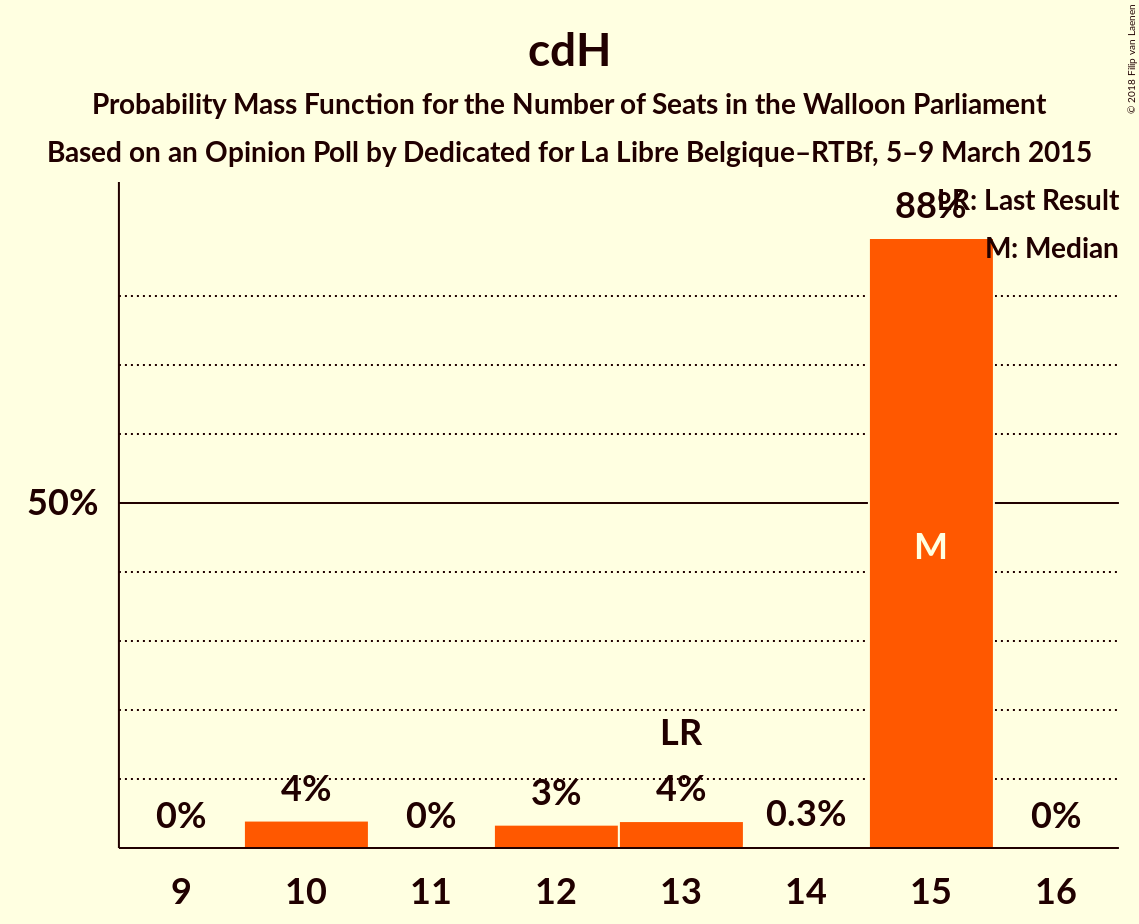 cdH
Probability Mass Function for the Number of Seats in the Walloon Parliament
Based on an Opinion Poll by Dedicated for La Libre Belgique–RTBf, 5–9 March 2015
© 2018 Filip van Laenen
LR: Last Result
M: Median
88%
50%
M
LR
0%
4%
0%
3%
4%
0.3%
0%
9 10 11 12 13 14 15 16